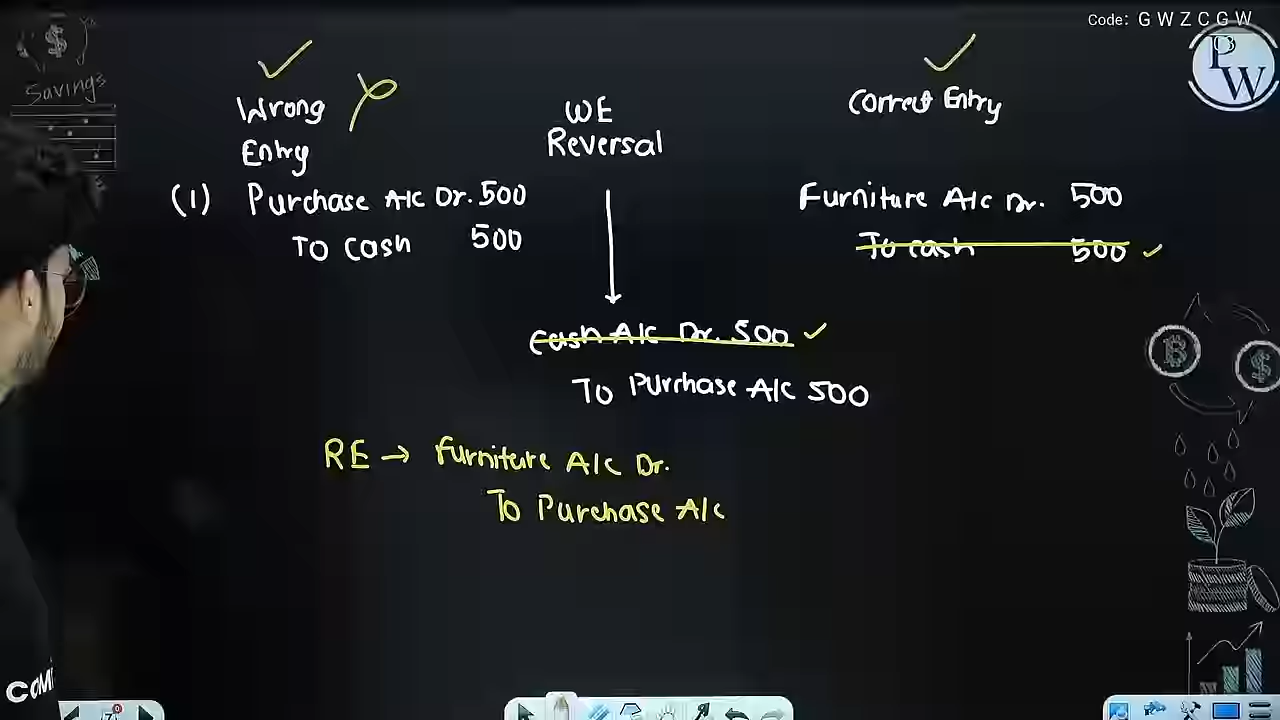 Code: G W Z C G W
Savings
PW
Wrong
Entry
WE
Reversal
Correct Entry
(1) Purchase A/c Dr. 500
To Cash 500
Furniture A/c Dr. 500
To cash 500
Cash A/c Dr. 500
To Purchase A/c 500
RE → Furniture A/c Dr.
To Purchase A/c